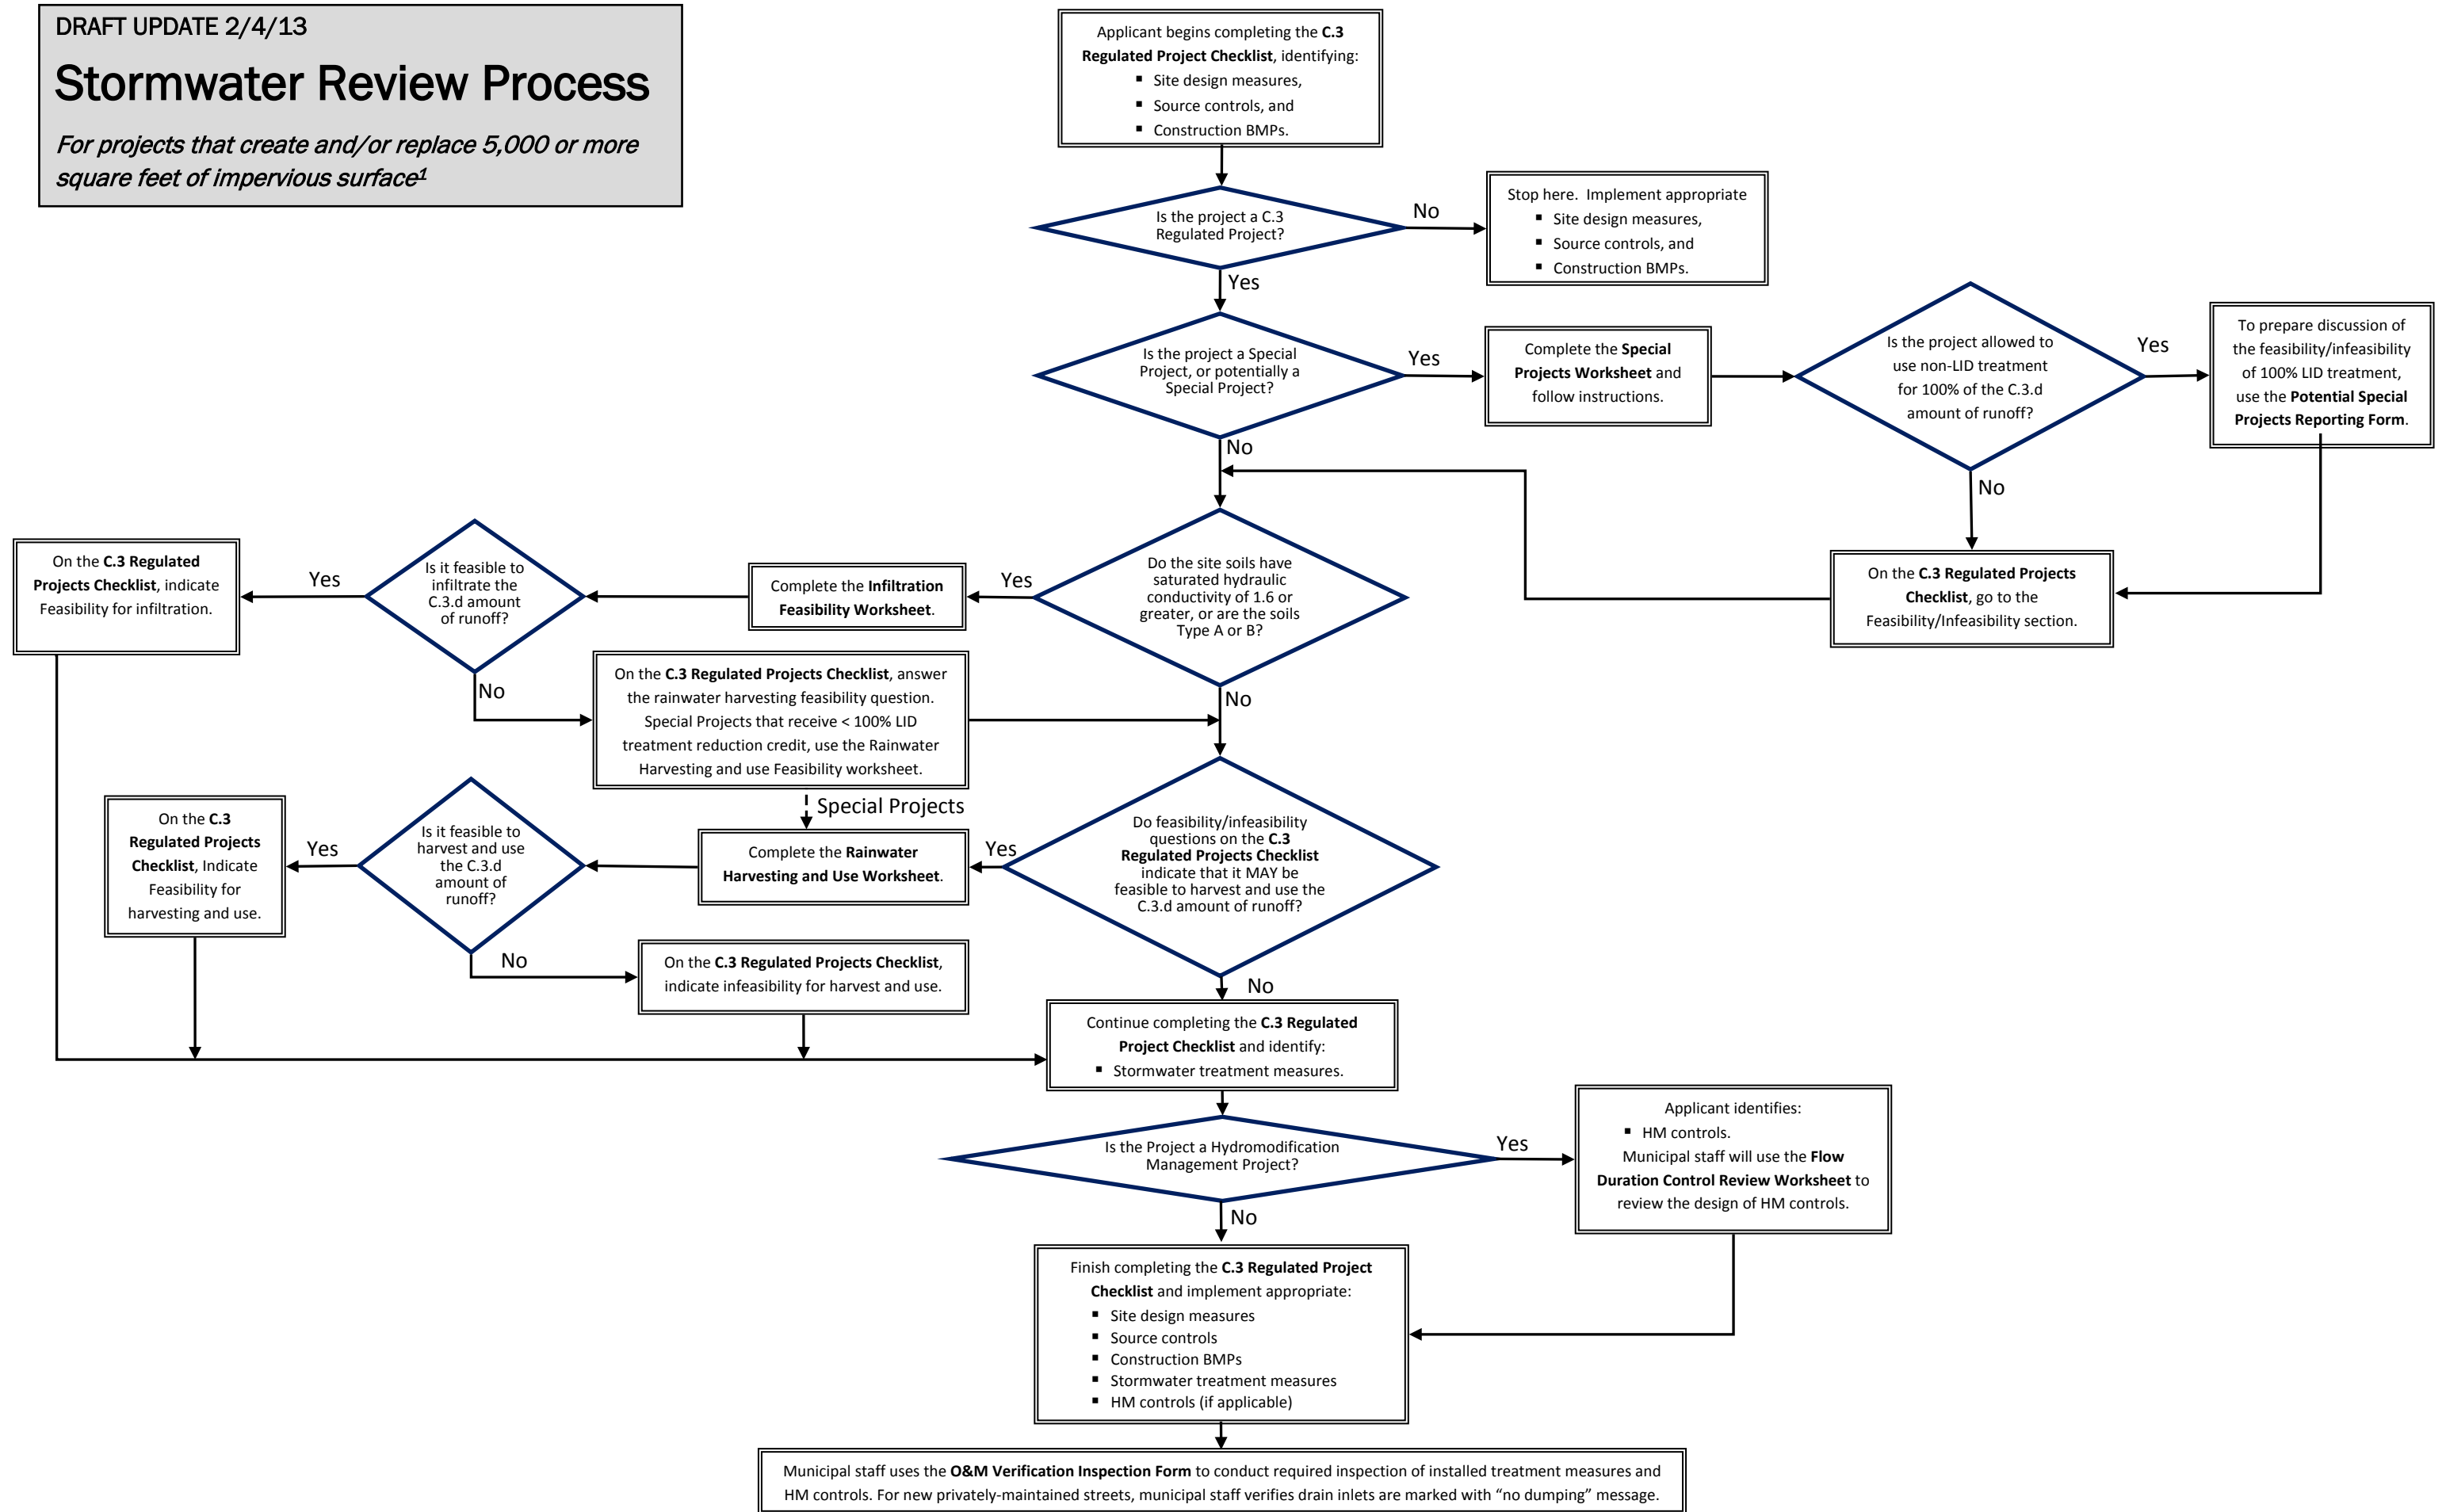 DRAFT UPDATE 2/4/13
Stormwater Review Process
For projects that create and/or replace 5,000 or more
square feet of impervious surface¹
Applicant begins completing the C.3
Regulated Project Checklist, identifying:
▪ Site design measures,
▪ Source controls, and
▪ Construction BMPs.
Is the project a C.3
Regulated Project?
No
Stop here.  Implement appropriate
▪ Site design measures,
▪ Source controls, and
▪ Construction BMPs.
Yes
Is the project a Special
Project, or potentially a
Special Project?
Yes
Complete the Special
Projects Worksheet and
follow instructions.
Is the project allowed to
use non-LID treatment
for 100% of the C.3.d
amount of runoff?
Yes
To prepare discussion of
the feasibility/infeasibility
of 100% LID treatment,
use the Potential Special
Projects Reporting Form.
No
No
On the C.3 Regulated Projects
Checklist, go to the
Feasibility/Infeasibility section.
Do the site soils have
saturated hydraulic
conductivity of 1.6 or
greater, or are the soils
Type A or B?
Yes
Complete the Infiltration
Feasibility Worksheet.
Is it feasible to
infiltrate the
C.3.d amount
of runoff?
Yes
On the C.3 Regulated
Projects Checklist, indicate
Feasibility for infiltration.
No
On the C.3 Regulated Projects Checklist, answer
the rainwater harvesting feasibility question.
Special Projects that receive < 100% LID
treatment reduction credit, use the Rainwater
Harvesting and use Feasibility worksheet.
No
Special Projects
Do feasibility/infeasibility
questions on the C.3
Regulated Projects Checklist
indicate that it MAY be
feasible to harvest and use the
C.3.d amount of runoff?
Yes
Complete the Rainwater
Harvesting and Use Worksheet.
Is it feasible to
harvest and use
the C.3.d
amount of
runoff?
Yes
On the C.3
Regulated Projects
Checklist, Indicate
Feasibility for
harvesting and use.
No
On the C.3 Regulated Projects Checklist,
indicate infeasibility for harvest and use.
No
Continue completing the C.3 Regulated
Project Checklist and identify:
▪ Stormwater treatment measures.
Is the Project a Hydromodification
Management Project?
Yes
Applicant identifies:
▪ HM controls.
Municipal staff will use the Flow
Duration Control Review Worksheet to
review the design of HM controls.
No
Finish completing the C.3 Regulated Project
Checklist and implement appropriate:
▪ Site design measures
▪ Source controls
▪ Construction BMPs
▪ Stormwater treatment measures
▪ HM controls (if applicable)
Municipal staff uses the O&M Verification Inspection Form to conduct required inspection of installed treatment measures and
HM controls. For new privately-maintained streets, municipal staff verifies drain inlets are marked with “no dumping” message.